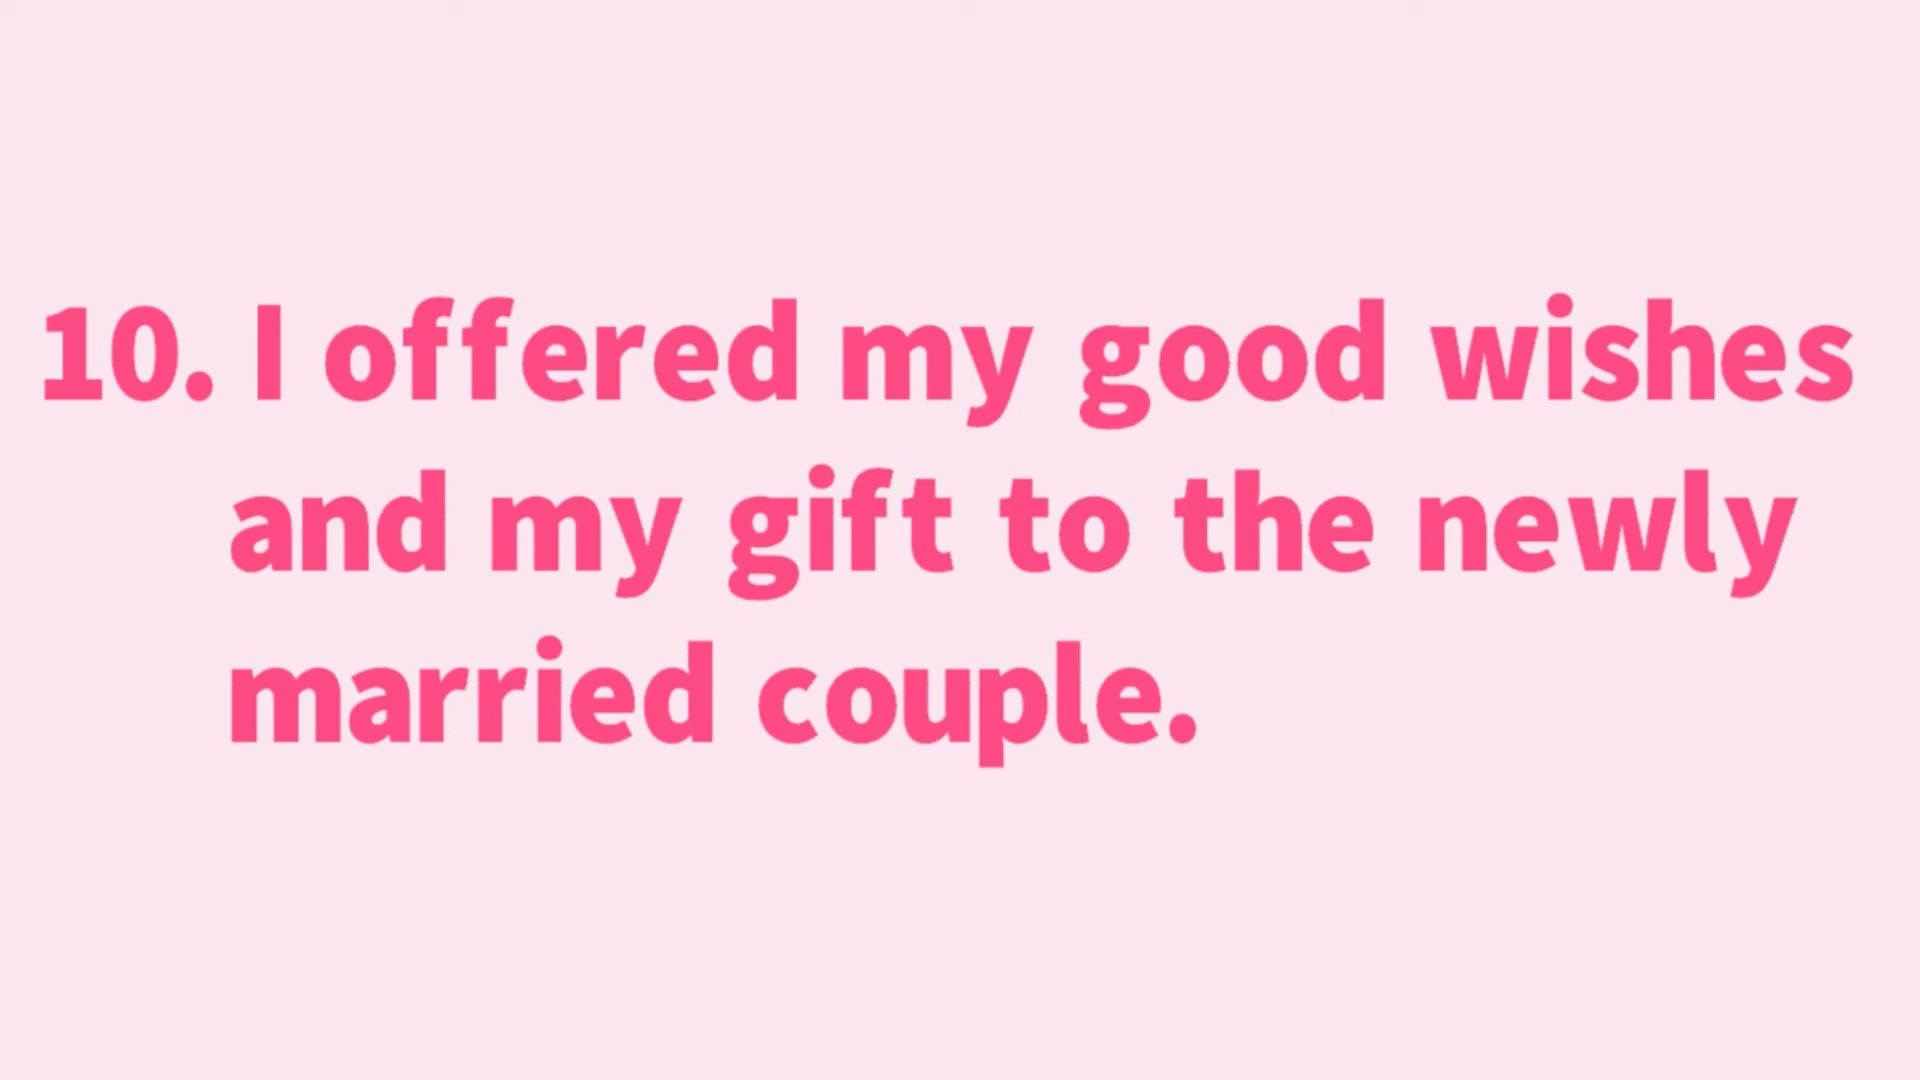 10. I offered my good wishes
and my gift to the newly
married couple.